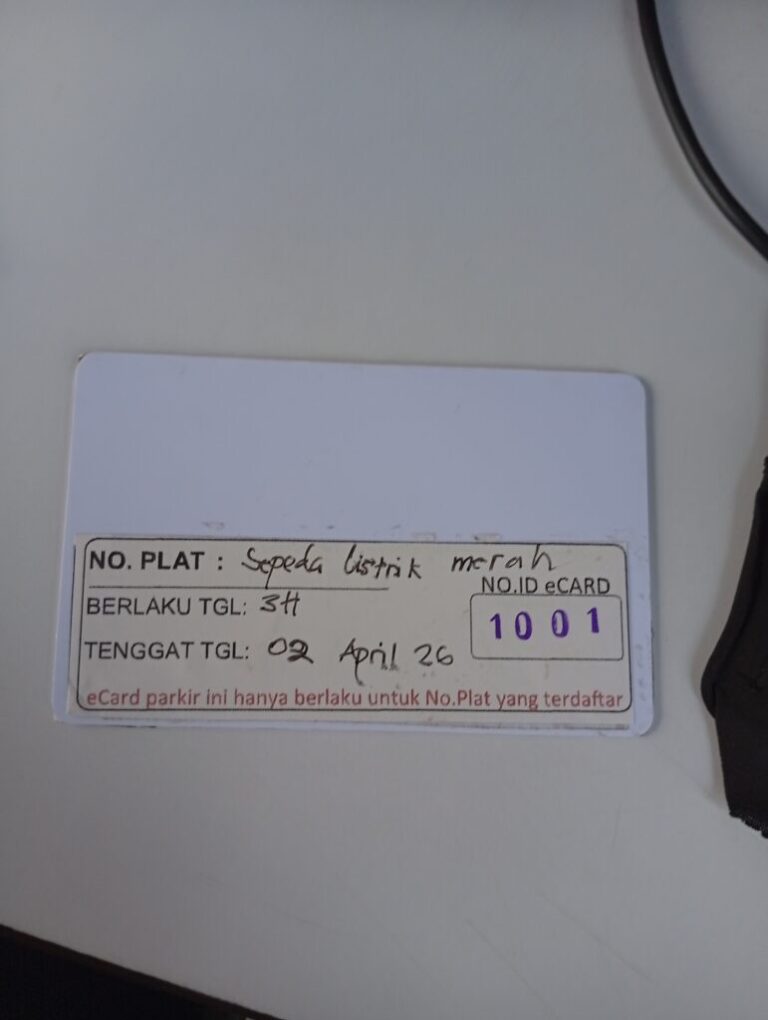 NO. PLAT : Sepeda listrik merah
NO.ID eCARD
BERLAKU TGL: 3H
1001
TENGGAT TGL: 02 April 26
eCard parkir ini hanya berlaku untuk No.Plat yang terdaftar